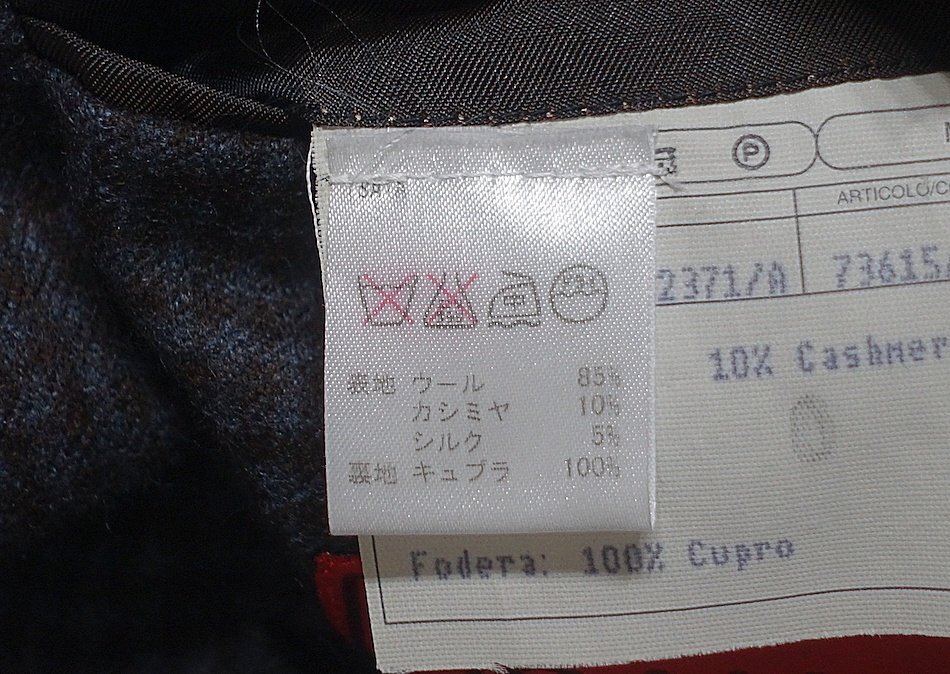 P
ARTICOLO/C
2371/A
73615/
10% Cashmer
表地 ウール 85%
カシミヤ 10%
シルク 5%
裏地 キュプラ 100%
Fodera: 100% Cupro